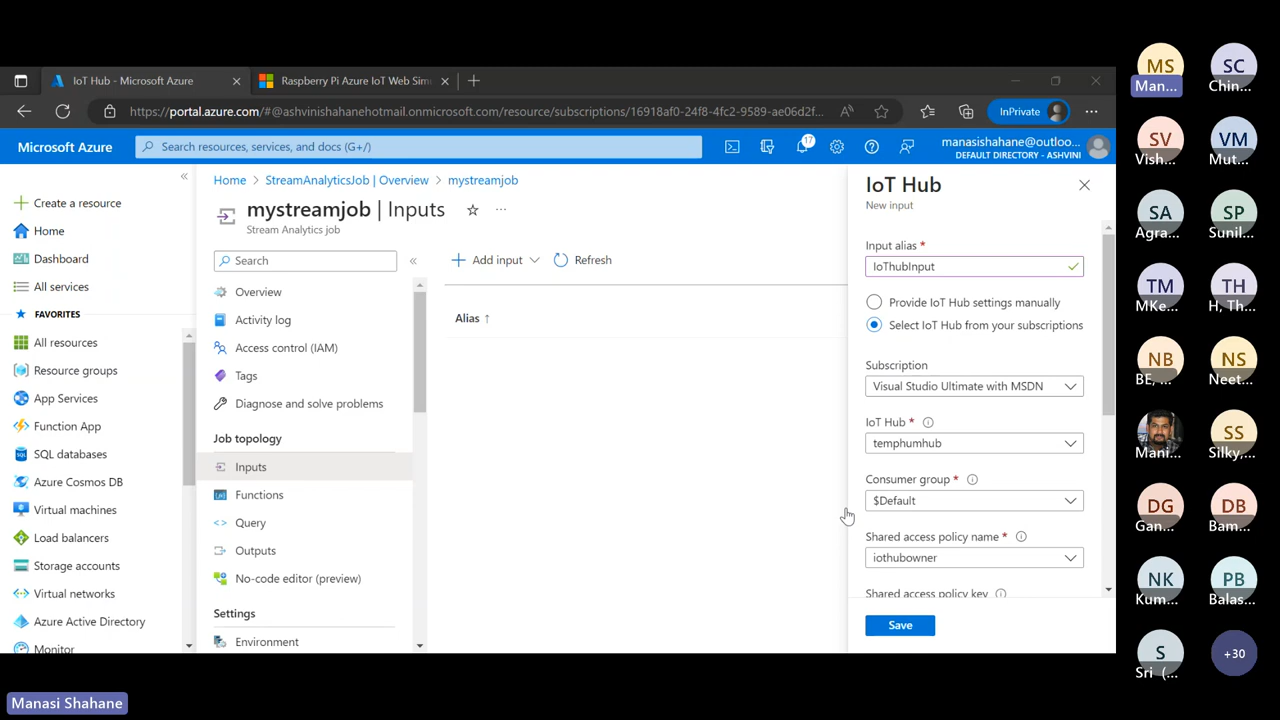 IoT Hub - Microsoft Azure
Raspberry Pi Azure IoT Web Sim
https://portal.azure.com/#@ashvinishahanehotmail.onmicrosoft.com/resource/subscriptions/16918af0-24f8-4fc2-9589-ae06d2f...
InPrivate
Microsoft Azure
Search resources, services, and docs (G+/)
17
manasishahane@outloo...
DEFAULT DIRECTORY - ASHVINI
Create a resource
Home
Dashboard
All services
FAVORITES
All resources
Resource groups
App Services
Function App
SQL databases
Azure Cosmos DB
Virtual machines
Load balancers
Storage accounts
Virtual networks
Azure Active Directory
Monitor
Home > StreamAnalyticsJob | Overview > mystreamjob
mystreamjob | Inputs
Stream Analytics job
Search
Overview
Activity log
Access control (IAM)
Tags
Diagnose and solve problems
Job topology
Inputs
Functions
Query
Outputs
No-code editor (preview)
Settings
Environment
Add input
Refresh
Alias ↑
IoT Hub
New input
Input alias *
IoThubInput
Provide IoT Hub settings manually
Select IoT Hub from your subscriptions
Subscription
Visual Studio Ultimate with MSDN
IoT Hub *
temphumhub
Consumer group *
$Default
Shared access policy name *
iothubowner
Shared access policy key
Save
MS
Man...
SC
Chin...
SV
Vish...
VM
Mut...
SA
Agra...
SP
Sunil...
TM
MKe...
TH
H, Th...
NB
BE, ...
NS
Neet...
Mani...
SS
Silky,...
DG
Gan...
DB
Bam...
NK
Kum...
PB
Balas...
S
Sri (...
+30
Manasi Shahane